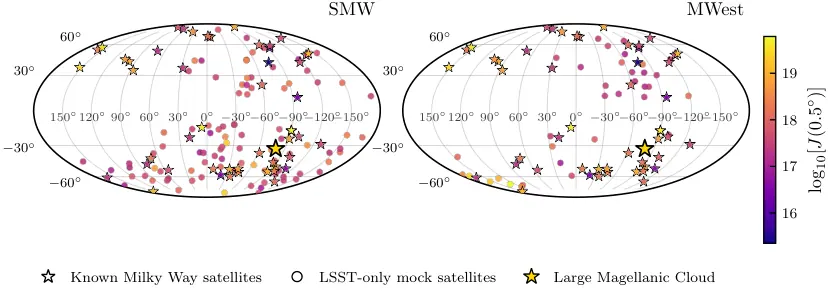 SMW
MWest
60°
30°
150° 120° 90° 60° 30° 0° −30° −60° −90° −120° −150°
−30°
−60°
60°
30°
150° 120° 90° 60° 30° 0° −30° −60° −90° −120° −150°
−30°
−60°
19
18
17
16
log10[J(0.5°)]
Known Milky Way satellites
LSST-only mock satellites
Large Magellanic Cloud